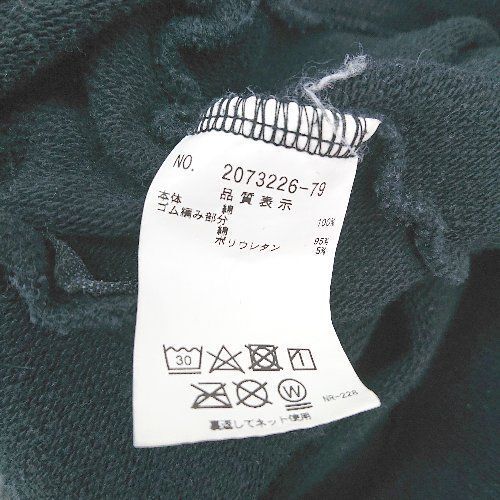 NO. 2073226-79
品質表示
本体
綿 100%
ゴム編み部分
綿 95%
ポリウレタン 5%
30
W
NR-228
裏返してネット使用